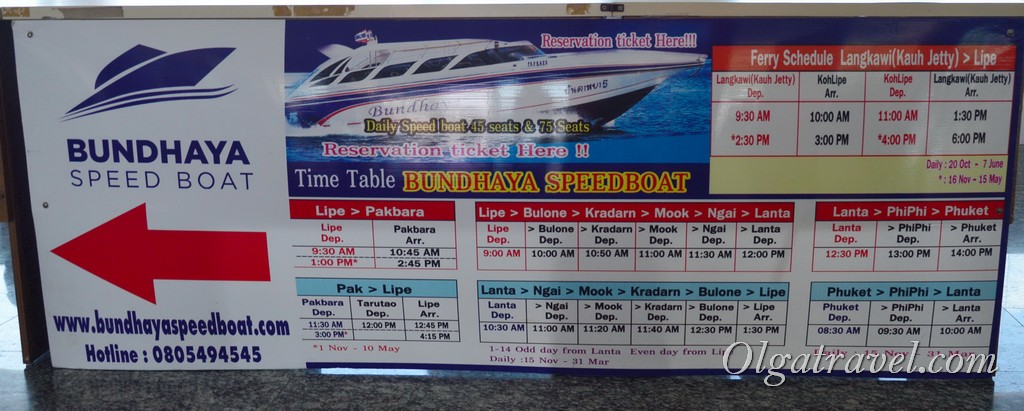 BUNDHAYA
SPEED BOAT
www.bundhayaspeedboat.com
Hotline : 0805494545
Reservation ticket Here!!!
Bundhay
Daily Speed boat 45 seats & 75 Seats
Reservation ticket Here !!
Time Table BUNDHAYA SPEEDBOAT
Ferry Schedule Langkawi(Kauh Jetty) > Lipe
Langkawi(Kauh Jetty) Dep. KohLipe Arr. KohLipe Dep. Langkawi(Kauh Jetty) Arr.
9:30 AM 10:00 AM 11:00 AM 1:30 PM
*2:30 PM 3:00 PM *4:00 PM 6:00 PM
Daily : 20 Oct - 7 June
* : 16 Nov - 15 May
Lipe > Pakbara
Lipe Dep. Pakbara Arr.
9:30 AM 10:45 AM
1:00 PM* 2:45 PM
Lipe > Bulone > Kradarn > Mook > Ngai > Lanta
Lipe Dep. > Bulone Dep. > Kradarn Dep. > Mook Dep. > Ngai Dep. > Lanta Dep.
9:00 AM 10:00 AM 10:50 AM 11:00 AM 11:30 AM 12:00 PM
Lanta > PhiPhi > Phuket
Lanta Dep. > PhiPhi Dep. > Phuket Arr.
12:30 PM 13:00 PM 14:00 PM
Pak > Lipe
Pakbara Dep. Tarutao Dep. Lipe Arr.
11:30 AM 12:00 PM 12:45 PM
3:00 PM* 4:15 PM
*1 Nov - 10 May
Lanta > Ngai > Mook > Kradarn > Bulone > Lipe
Lanta Dep. > Ngai Dep. > Mook Dep. > Kradarn Dep. > Bulone Dep. > Lipe Arr.
10:30 AM 11:00 AM 11:20 AM 11:40 AM 12:30 PM 1:30 PM
1-14 Odd day from Lanta Even day from
Daily :15 Nov - 31 Mar
Phuket > PhiPhi > Lanta
Phuket Dep. > PhiPhi Dep. > Lanta Arr.
08:30 AM 09:30 AM 10:00 AM
Daily :15 Nov - 31 Mar
Olgatravel.com